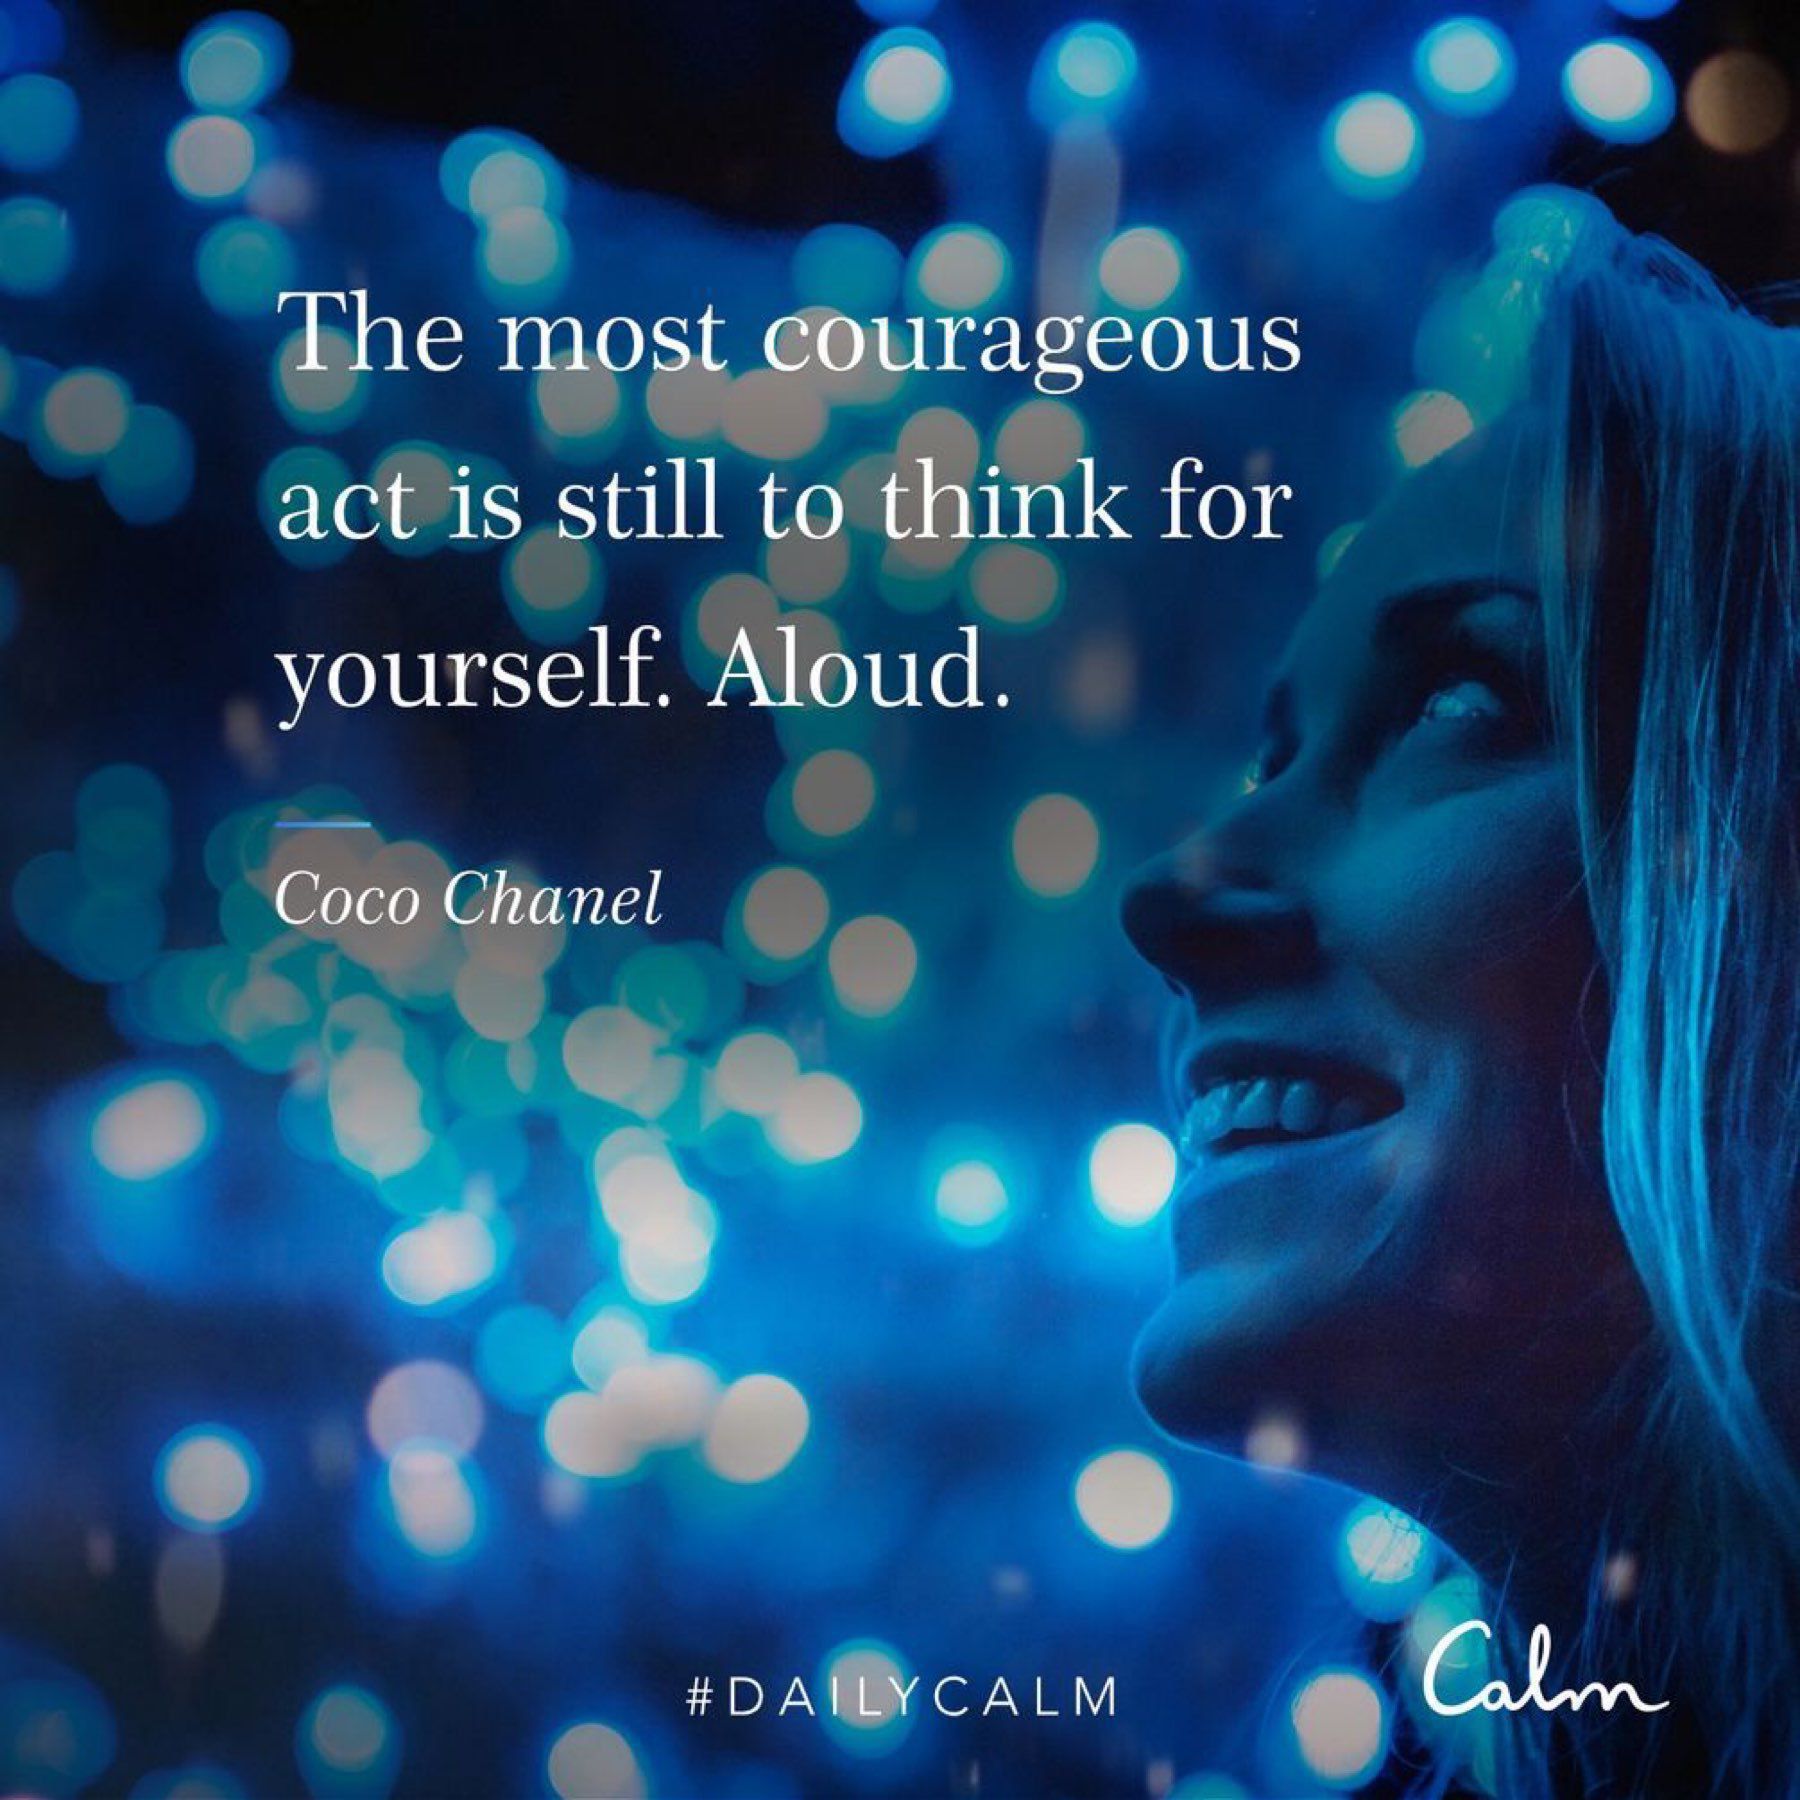 The most courageous
act is still to think for
yourself. Aloud.
Coco Chanel
#DAILYCALM
Calm